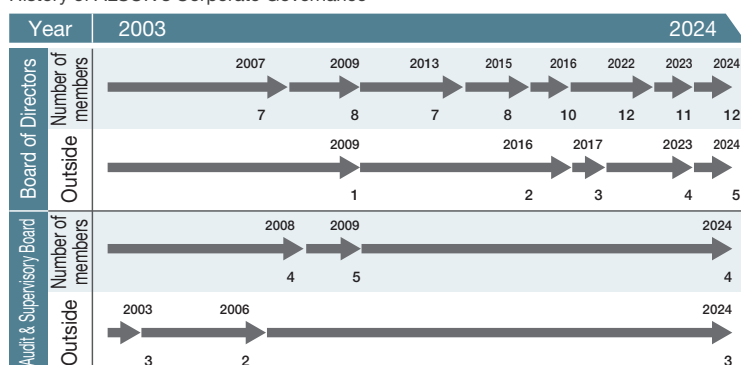 Year 2003 2024
Board of Directors
Number of
members
2007 2009 2013 2015 2016 2022 2023 2024
7 8 7 8 10 12 11 12
Outside
2009 2016 2017 2023 2024
1 2 3 4 5
Audit & Supervisory Board
Number of
members
2008 2009 2024
4 5 4
Outside
2003 2006 2024
3 2 3